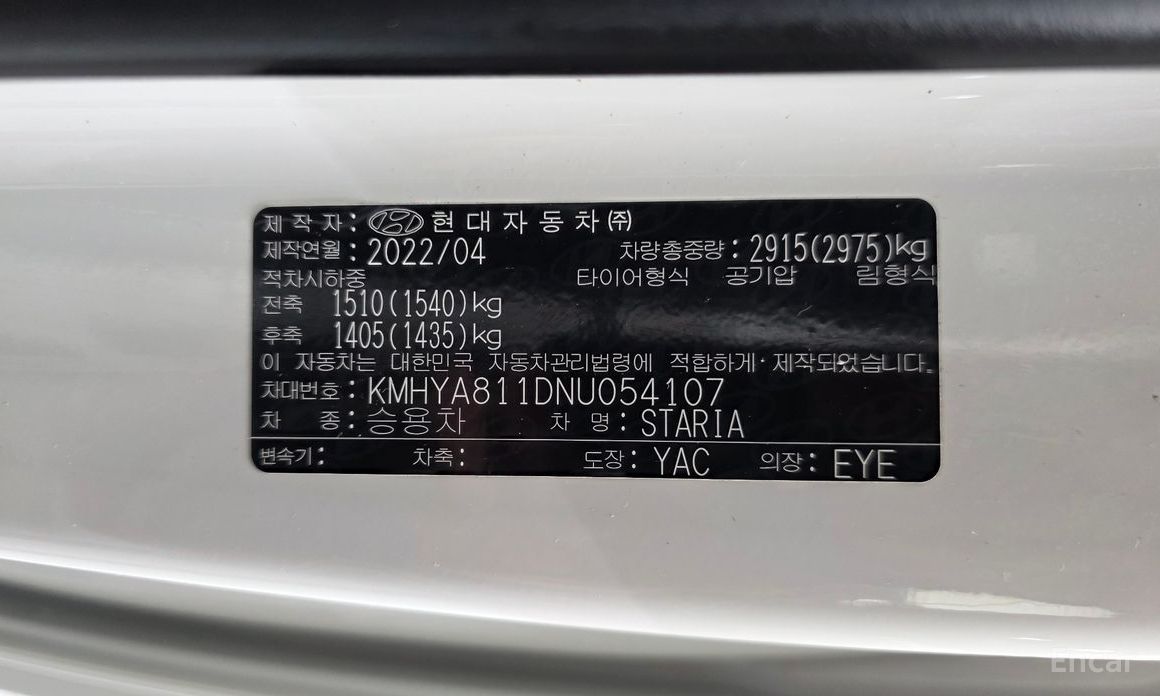 제 작 자 : 현 대 자 동 차 ㈜
제작연월 : 2022/04 차량총중량 : 2915(2975)kg
적차시하중 타이어형식 공기압 림형식
전축 1510(1540)kg
후축 1405(1435)kg
이 자동차는 대한민국 자동차관리법령에 적합하게 제작되었습니다.
차대번호 : KMHYA811DNU054107
차 종 : 승용차 차 명 : STARIA
변속기 : 차축 : 도장 : YAC 의장 : EYE
Encar